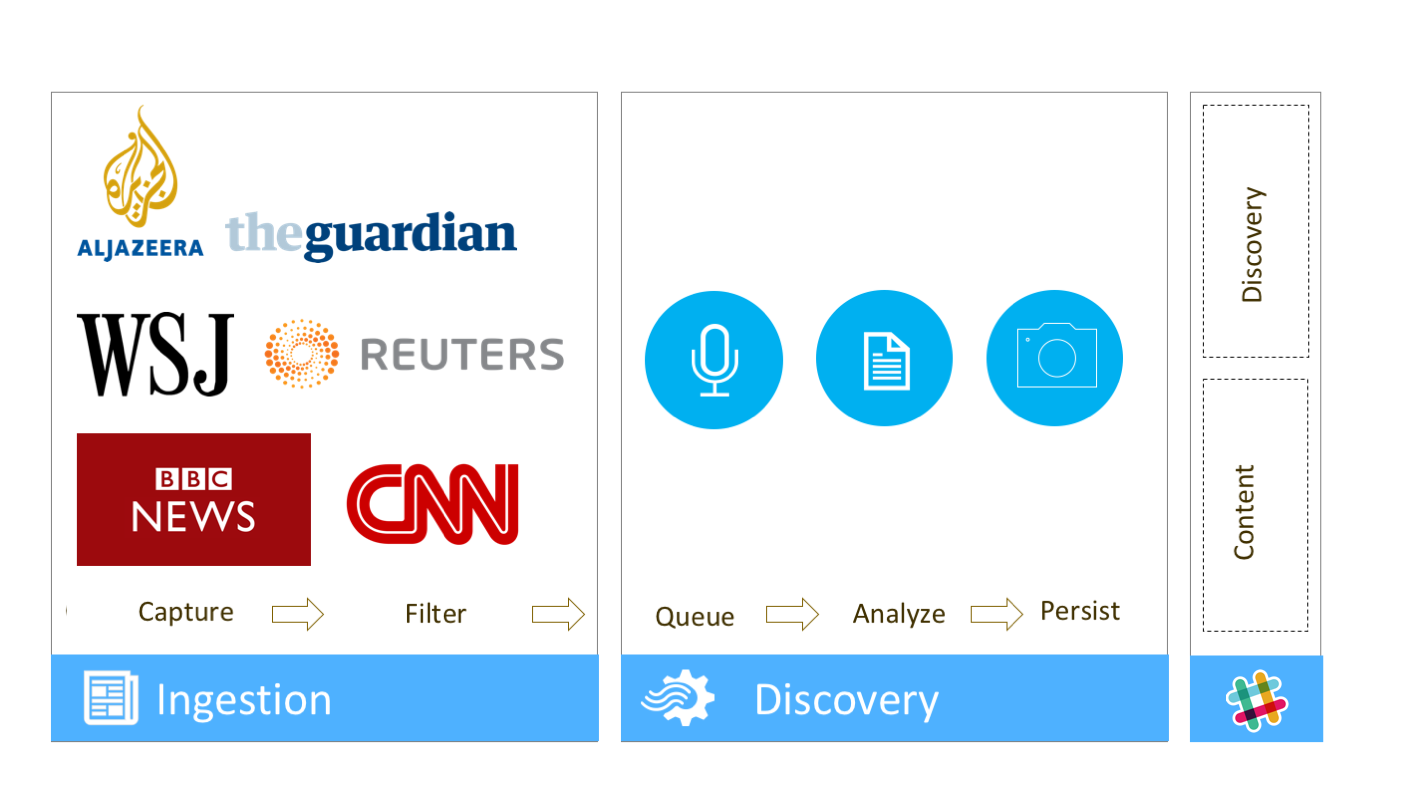 ALJAZEERA
theguardian
WSJ
REUTERS
BBC
NEWS
CNN
Capture
Filter
Ingestion
Queue
Analyze
Persist
Discovery
Discovery
Content